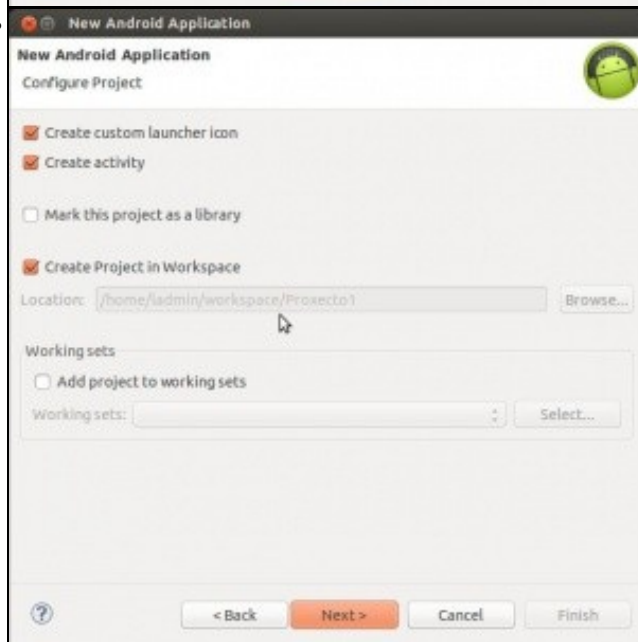 New Android Application
New Android Application
Configure Project
Create custom launcher icon
Create activity
Mark this project as a library
Create Project in Workspace
Location: /home/iadmin/workspace/Proxecto1 Browse...
Working sets
Add project to working sets
Working sets: Select...
< Back Next > Cancel Finish